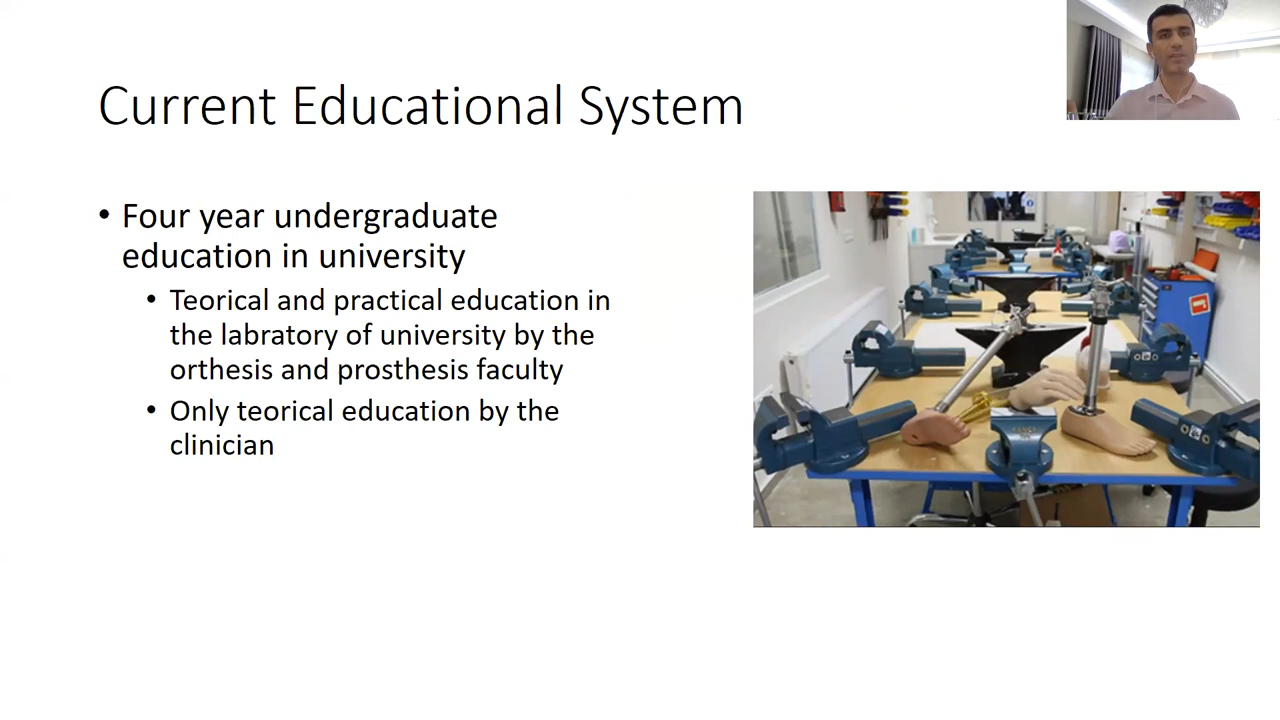 Current Educational System
• Four year undergraduate
education in university
• Teorical and practical education in
the labratory of university by the
orthesis and prosthesis faculty
• Only teorical education by the
clinician